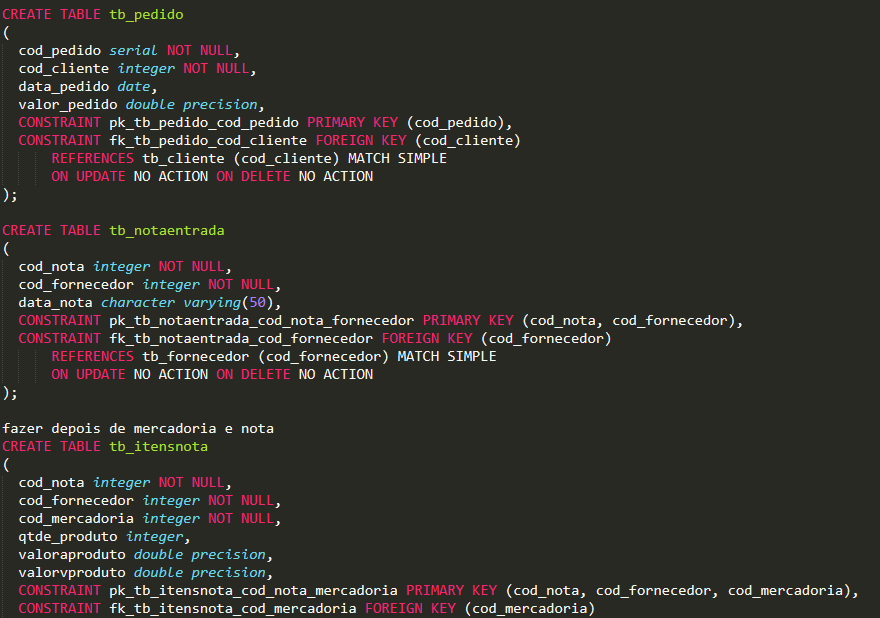 CREATE TABLE tb_pedido
(
cod_pedido serial NOT NULL,
cod_cliente integer NOT NULL,
data_pedido date,
valor_pedido double precision,
CONSTRAINT pk_tb_pedido_cod_pedido PRIMARY KEY (cod_pedido),
CONSTRAINT fk_tb_pedido_cod_cliente FOREIGN KEY (cod_cliente)
REFERENCES tb_cliente (cod_cliente) MATCH SIMPLE
ON UPDATE NO ACTION ON DELETE NO ACTION
);
CREATE TABLE tb_notaentrada
(
cod_nota integer NOT NULL,
cod_fornecedor integer NOT NULL,
data_nota character varying(50),
CONSTRAINT pk_tb_notaentrada_cod_nota_fornecedor PRIMARY KEY (cod_nota, cod_fornecedor),
CONSTRAINT fk_tb_notaentrada_cod_fornecedor FOREIGN KEY (cod_fornecedor)
REFERENCES tb_fornecedor (cod_fornecedor) MATCH SIMPLE
ON UPDATE NO ACTION ON DELETE NO ACTION
);
fazer depois de mercadoria e nota
CREATE TABLE tb_itensnota
(
cod_nota integer NOT NULL,
cod_fornecedor integer NOT NULL,
cod_mercadoria integer NOT NULL,
qtde_produto integer,
valoraproduto double precision,
valorvproduto double precision,
CONSTRAINT pk_tb_itensnota_cod_nota_mercadoria PRIMARY KEY (cod_nota, cod_fornecedor, cod_mercadoria),
CONSTRAINT fk_tb_itensnota_cod_mercadoria FOREIGN KEY (cod_mercadoria)